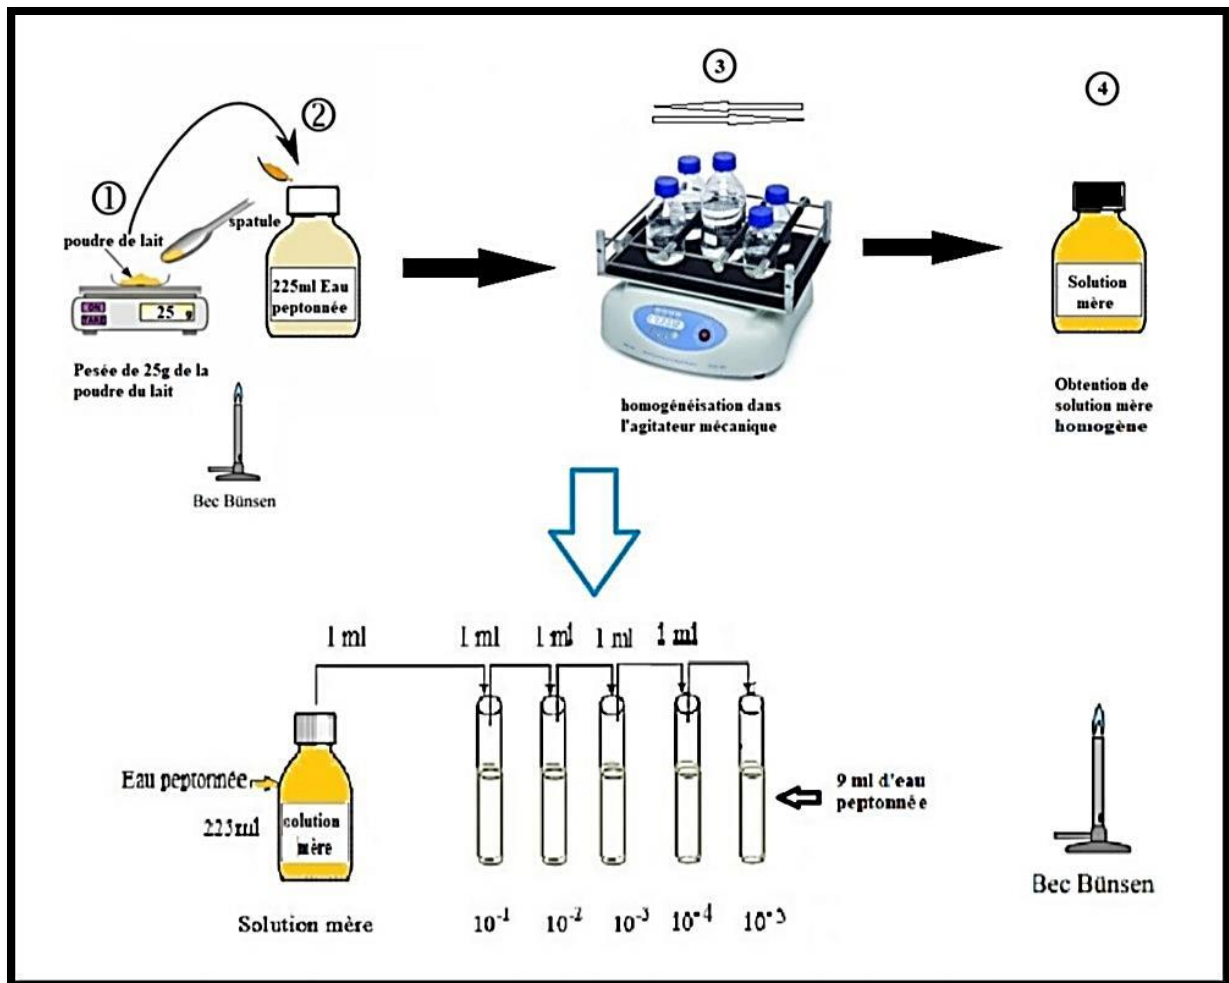 ①
②
③
④
poudre de lait
spatule
225ml Eau
peptonnée
ON
TARE
25 g
Pesée de 25g de la
poudre du lait
Bec Bünsen
homogénéisation dans
l'agitateur mécanique
Solution
mère
Obtention de
solution mère
homogène
1 ml 1 ml 1 ml 1 ml 1 ml
Eau peptonnée
225ml
solution
mère
9 ml d'eau
peptonnée
Solution mère
10⁻¹ 10⁻² 10⁻³ 10⁻⁴ 10⁻⁵
Bec Bünsen